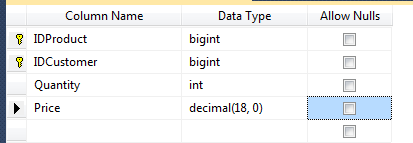 Column Name Data Type Allow Nulls
IDProduct bigint
IDCustomer bigint
Quantity int
Price decimal(18, 0)